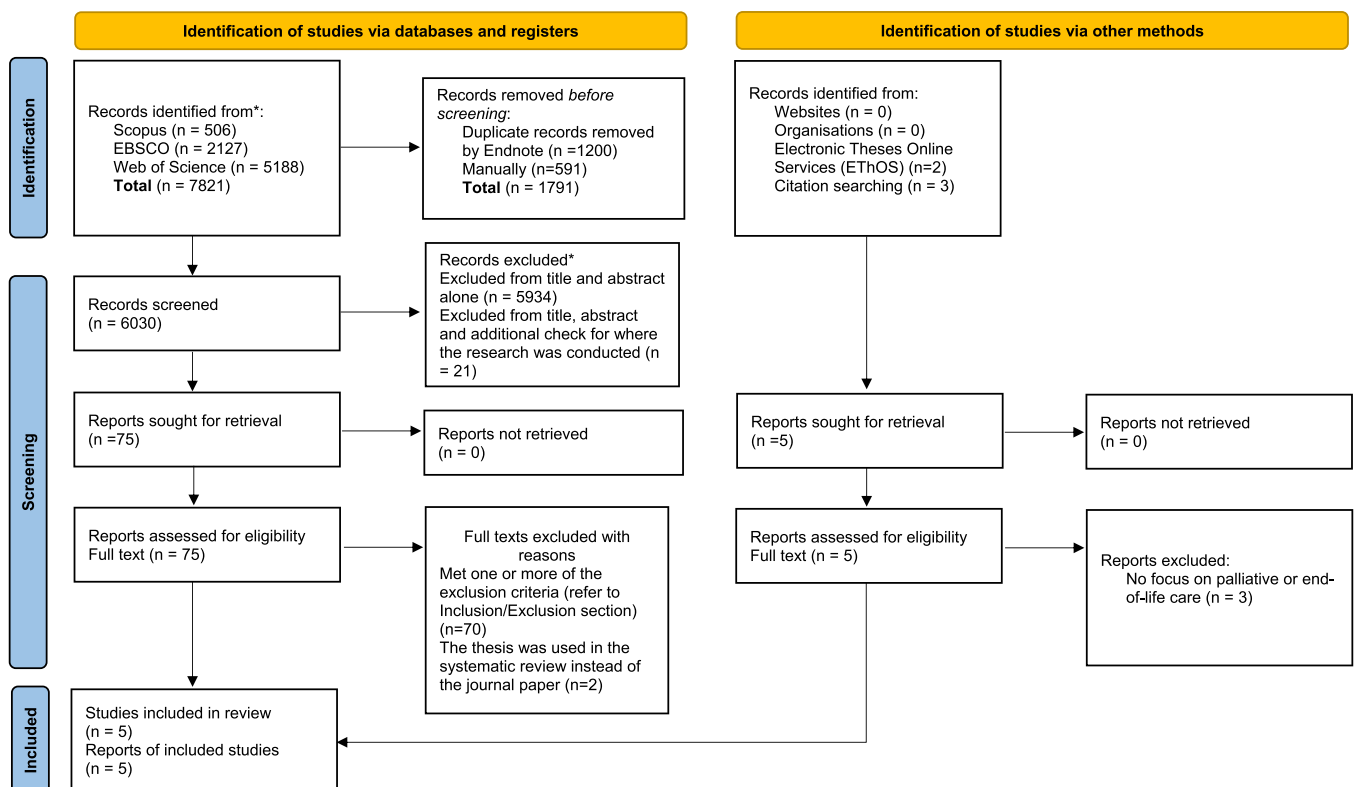 Identification of studies via databases and registers
Identification of studies via other methods
Identification
Records identified from*:
Scopus (n = 506)
EBSCO (n = 2127)
Web of Science (n = 5188)
Total (n = 7821)
Records removed before
screening:
Duplicate records removed
by Endnote (n =1200)
Manually (n=591)
Total (n = 1791)
Records identified from:
Websites (n = 0)
Organisations (n = 0)
Electronic Theses Online
Services (EThOS) (n=2)
Citation searching (n = 3)
Screening
Records screened
(n = 6030)
Records excluded*
Excluded from title and abstract
alone (n = 5934)
Excluded from title, abstract
and additional check for where
the research was conducted (n
= 21)
Reports sought for retrieval
(n =75)
Reports not retrieved
(n = 0)
Reports sought for retrieval
(n =5)
Reports not retrieved
(n = 0)
Reports assessed for eligibility
Full text (n = 75)
Full texts excluded with
reasons
Met one or more of the
exclusion criteria (refer to
Inclusion/Exclusion section)
(n=70)
The thesis was used in the
systematic review instead of
the journal paper (n=2)
Reports assessed for eligibility
Full text (n = 5)
Reports excluded:
No focus on palliative or end-
of-life care (n = 3)
Included
Studies included in review
(n = 5)
Reports of included studies
(n = 5)